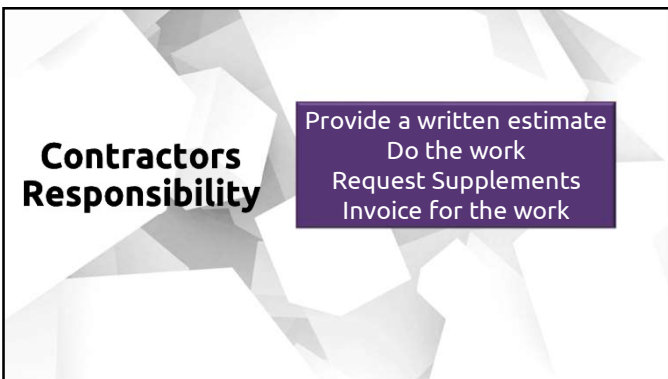 Contractors
Responsibility
Provide a written estimate
Do the work
Request Supplements
Invoice for the work